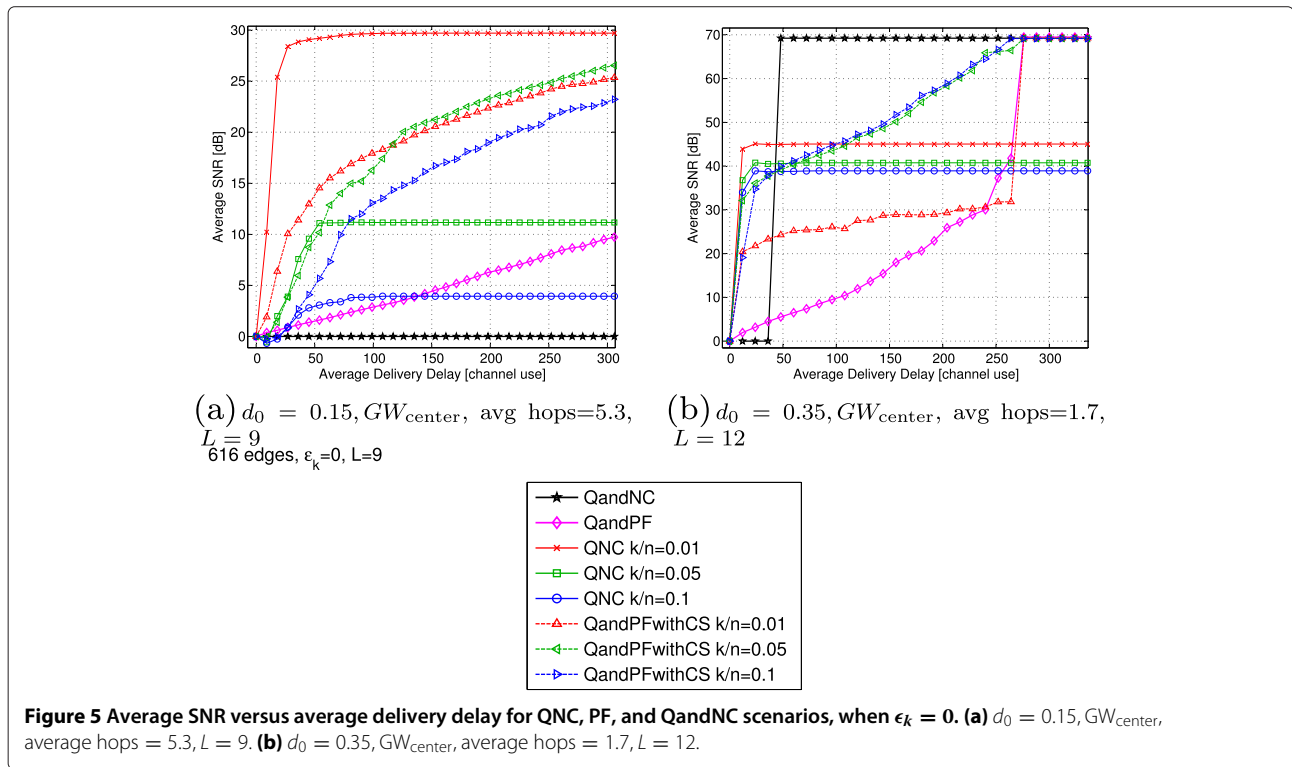 30
25
20
15
10
5
0
Average SNR [dB]
0 50 100 150 200 250 300
Average Delivery Delay [channel use]
70
60
50
40
30
20
10
0
Average SNR [dB]
0 50 100 150 200 250 300
Average Delivery Delay [channel use]
(a) d₀ = 0.15, GW_center, avg hops=5.3,
L = 9
616 edges, ε_k=0, L=9
(b) d₀ = 0.35, GW_center, avg hops=1.7,
L = 12
QandNC
QandPF
QNC k/n=0.01
QNC k/n=0.05
QNC k/n=0.1
QandPFwithCS k/n=0.01
QandPFwithCS k/n=0.05
QandPFwithCS k/n=0.1
Figure 5 Average SNR versus average delivery delay for QNC, PF, and QandNC scenarios, when ϵ_k = 0. (a) d₀ = 0.15, GW_center,
average hops = 5.3, L = 9. (b) d₀ = 0.35, GW_center, average hops = 1.7, L = 12.